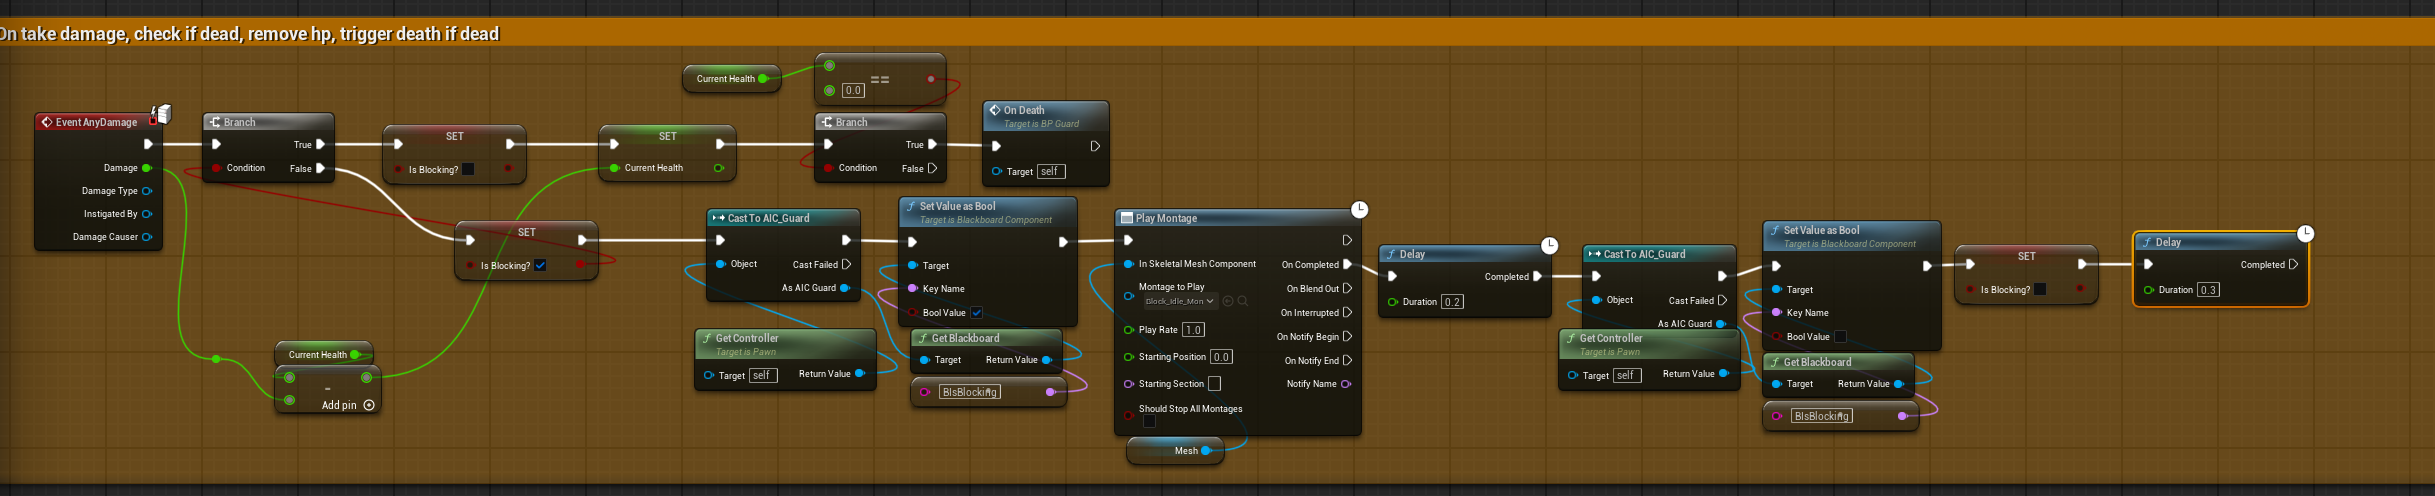 On take damage, check if dead, remove hp, trigger death if dead
Current Health
==
0.0
Event AnyDamage
Damage
Damage Type
Instigated By
Damage Causer
Branch
True
Condition
False
SET
Is Blocking?
SET
Current Health
Branch
True
Condition
False
On Death
Target is BP Guard
Target
self
SET
Is Blocking?
Current Health
-
Add pin
Cast To AIC_Guard
Object
Cast Failed
As AIC Guard
Get Controller
Target is Pawn
Target
self
Return Value
Set Value as Bool
Target is Blackboard Component
Target
Key Name
Bool Value
Get Blackboard
Target
Return Value
BIsBlocking
Play Montage
In Skeletal Mesh Component
On Completed
Montage to Play
Block_Idle_Mon
On Blend Out
On Interrupted
Play Rate
1.0
On Notify Begin
Starting Position
0.0
On Notify End
Starting Section
Notify Name
Should Stop All Montages
Mesh
Delay
Completed
Duration
0.2
Cast To AIC_Guard
Object
Cast Failed
As AIC Guard
Get Controller
Target is Pawn
Target
self
Return Value
Set Value as Bool
Target is Blackboard Component
Target
Key Name
Bool Value
Get Blackboard
Target
Return Value
BIsBlocking
SET
Is Blocking?
Delay
Completed
Duration
0.3